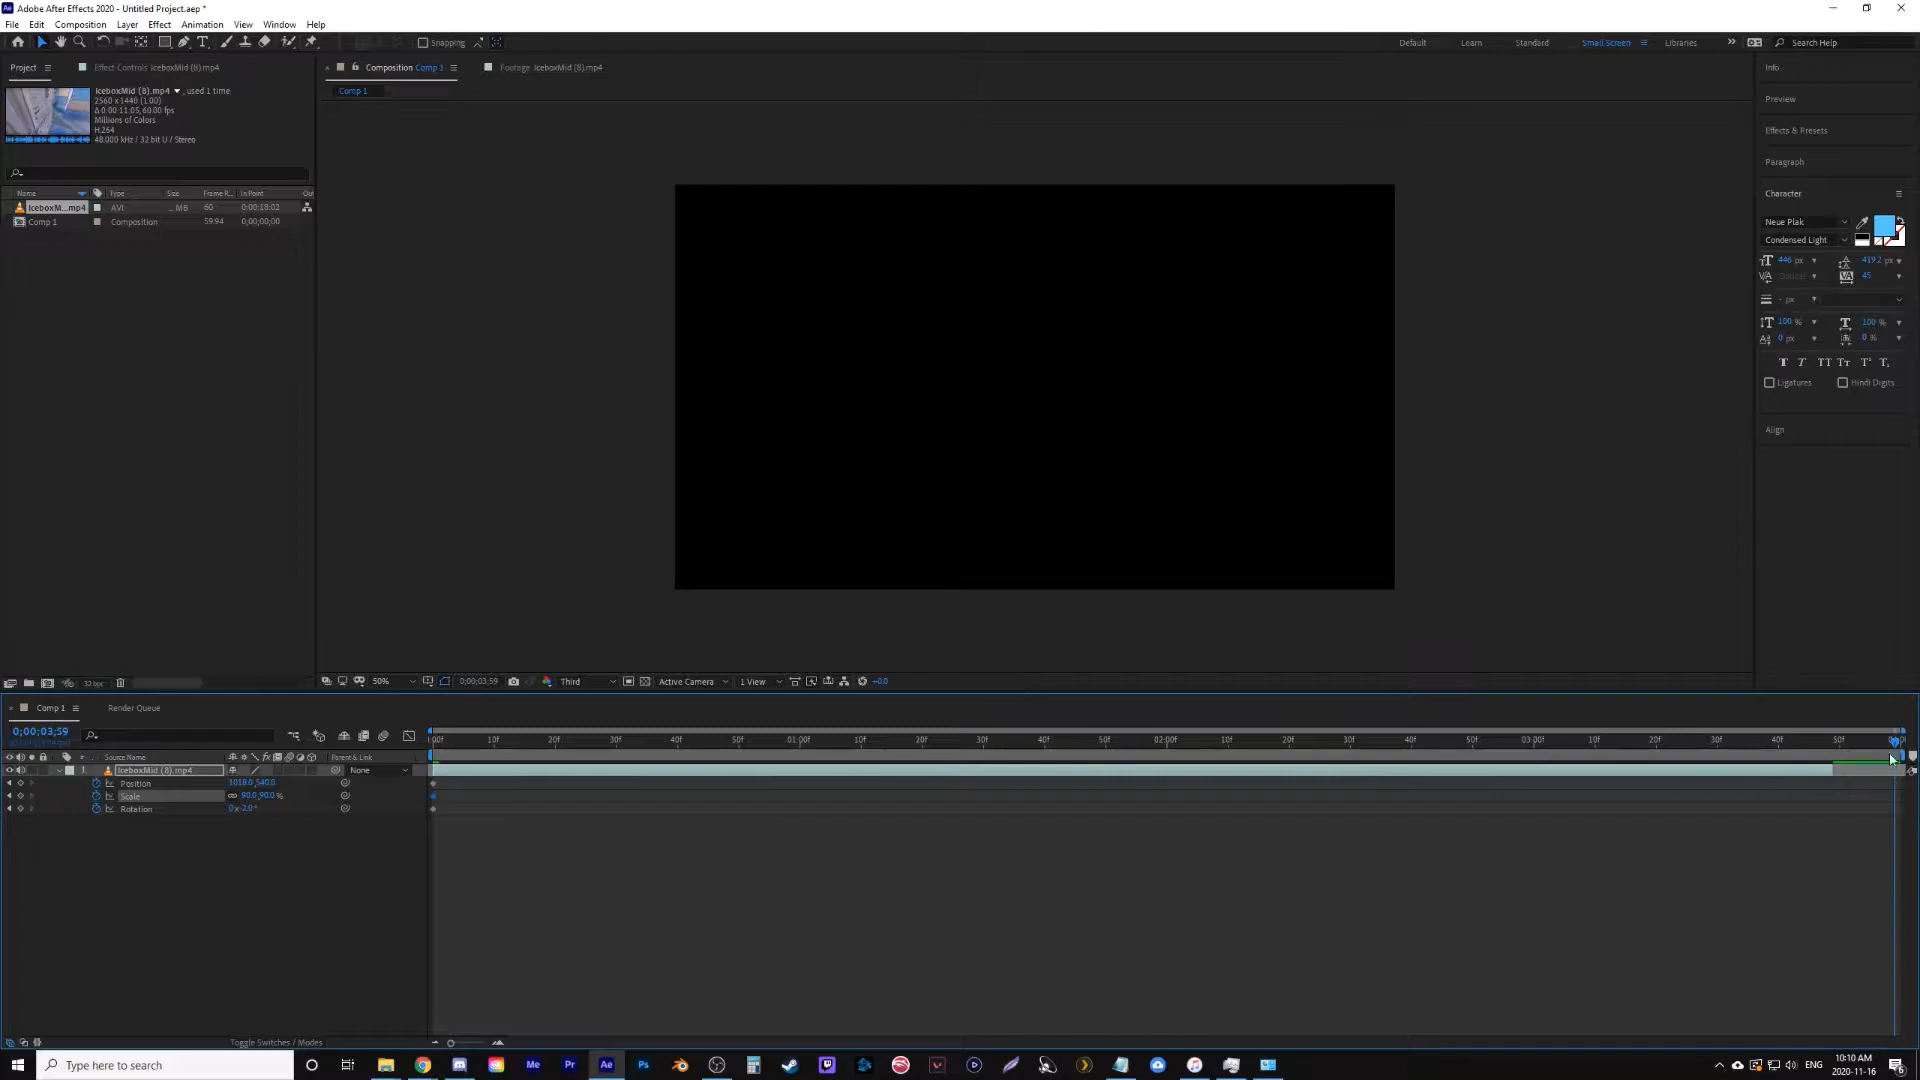 Adobe After Effects 2020 - Untitled Project.aep *
File Edit Composition Layer Effect Animation View Window Help
Snapping
Default Learn Standard Small Screen Libraries Search Help
Project Effect Controls IceboxMid (8).mp4
Composition Comp 1 Footage IceboxMid (8).mp4
Comp 1
IceboxMid (8).mp4 , used 1 time
2560 x 1440 (1.00)
Δ 0:00:11:05, 60.00 fps
Millions of Colors
H.264
48.000 kHz / 32 bit U / Stereo
Name Type Size Frame R... In Point Ou
IceboxM...mp4 AVI ... MB 60 0:00:18:02
Comp 1 Composition 59.94 0;00;00;00
Info
Preview
Effects & Presets
Paragraph
Character
Neue Plak
Condensed Light
446 px 419.2 px
45
- px
100 % 100 %
0 px 0 %
Ligatures Hindi Digits
Align
32 bpc
50% 0;00;03;59 Third Active Camera 1 View +0.0
Comp 1 Render Queue
0;00;03;59
:00f 10f 20f 30f 40f 50f 01:00f 10f 20f 30f 40f 50f 02:00f 10f 20f 30f 40f 50f 03:00f 10f 20f 30f 40f 50f
# Source Name Parent & Link
1 IceboxMid (8).mp4 None
Position 1018.0,540.0
Scale 90.0,90.0 %
Rotation 0 x-2.0°
Toggle Switches / Modes
Type here to search
ENG
10:10 AM
2020-11-16